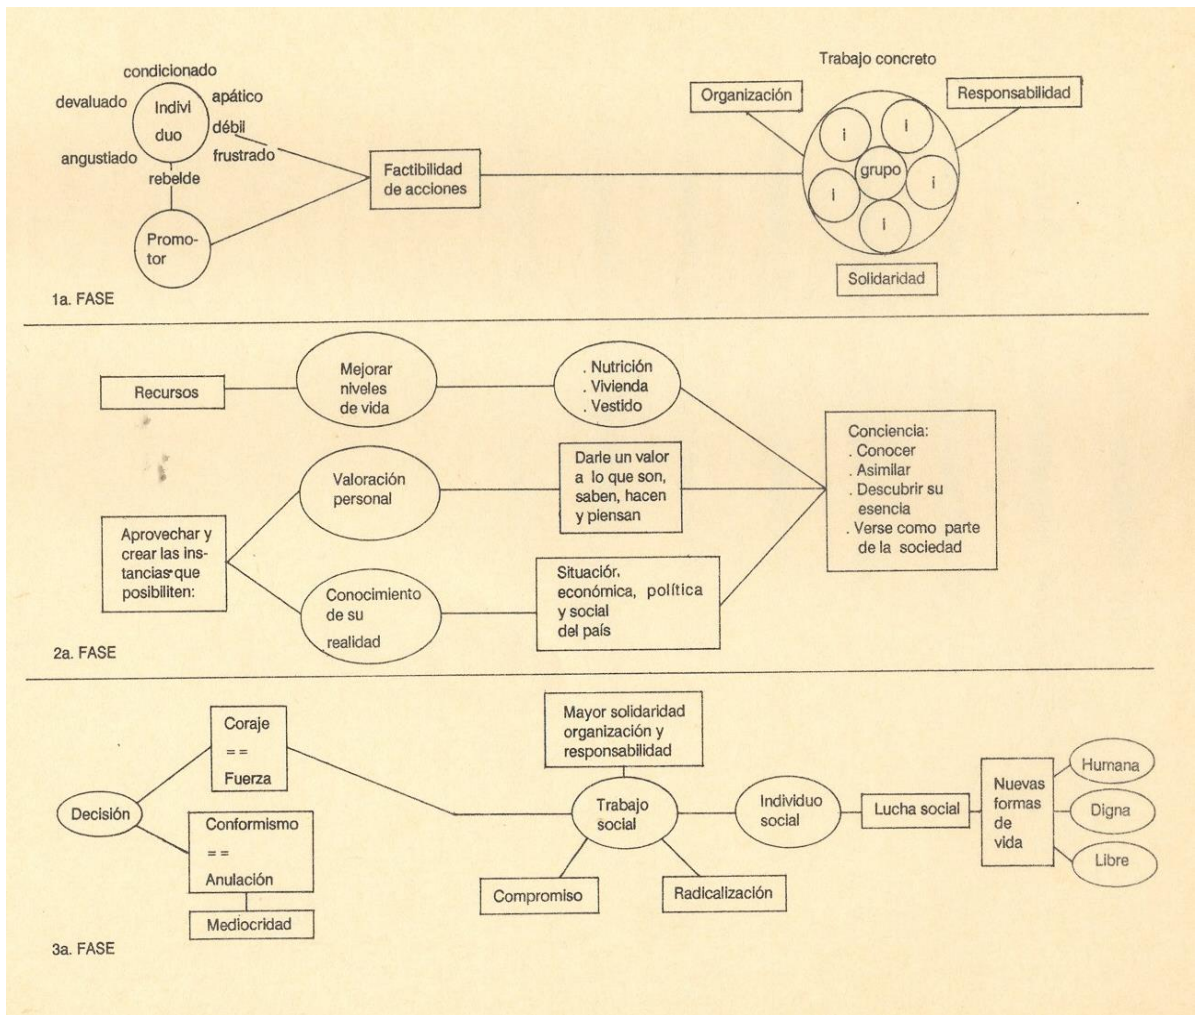 condicionado
devaluado
Indivi
duo
apático
débil
angustiado
frustrado
rebelde
Promo-
tor
Factibilidad
de acciones
Trabajo concreto
Organización
Responsabilidad
i
i
grupo
i
i
i
Solidaridad
1a. FASE
Recursos
Mejorar
niveles
de vida
. Nutrición
. Vivienda
. Vestido
Aprovechar y
crear las ins-
tancias que
posibiliten:
Valoración
personal
Darle un valor
a lo que son,
saben, hacen
y piensan
Conocimiento
de su
realidad
Situación.
económica, política
y social
del país
Conciencia:
. Conocer
. Asimilar
. Descubrir su
esencia
. Verse como parte
de la sociedad
2a. FASE
Decisión
Coraje
==
Fuerza
Conformismo
==
Anulación
Mediocridad
Mayor solidaridad
organización y
responsabilidad
Trabajo
social
Compromiso
Radicalización
Individuo
social
Lucha social
Nuevas
formas
de
vida
Humana
Digna
Libre
3a. FASE